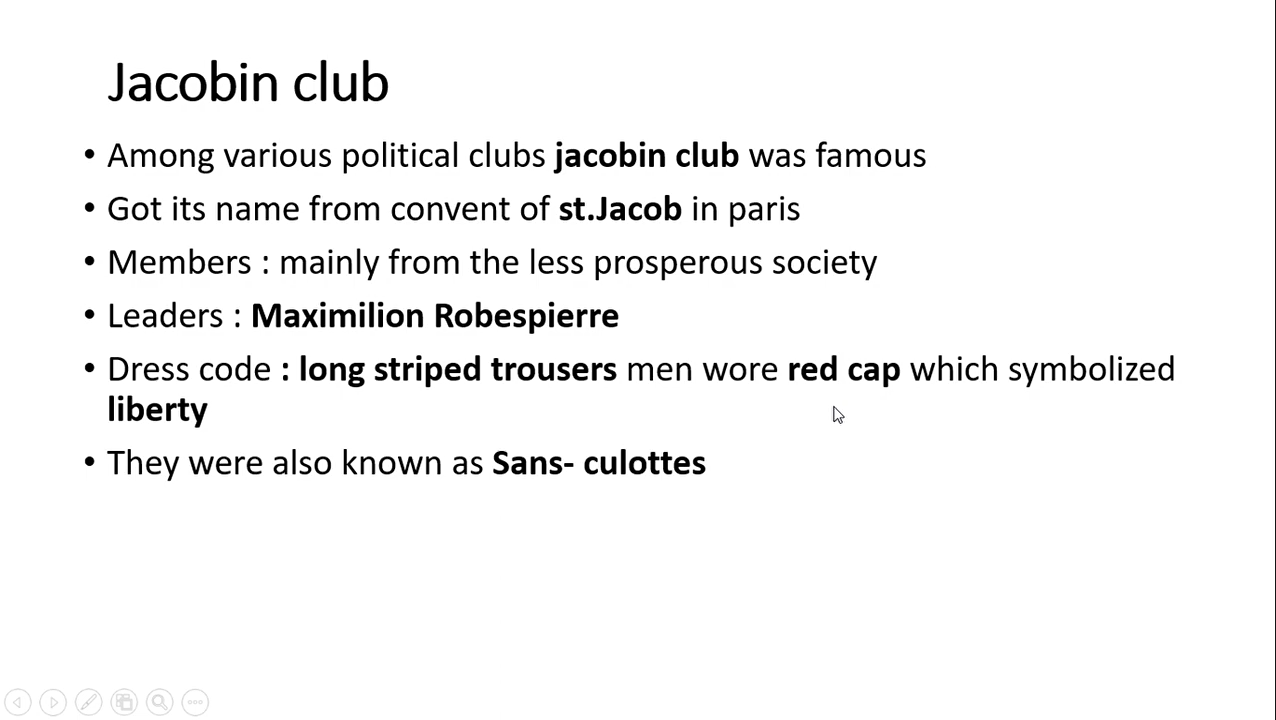 Jacobin club
• Among various political clubs jacobin club was famous
• Got its name from convent of st.Jacob in paris
• Members : mainly from the less prosperous society
• Leaders : Maximilion Robespierre
• Dress code : long striped trousers men wore red cap which symbolized
liberty
• They were also known as Sans- culottes